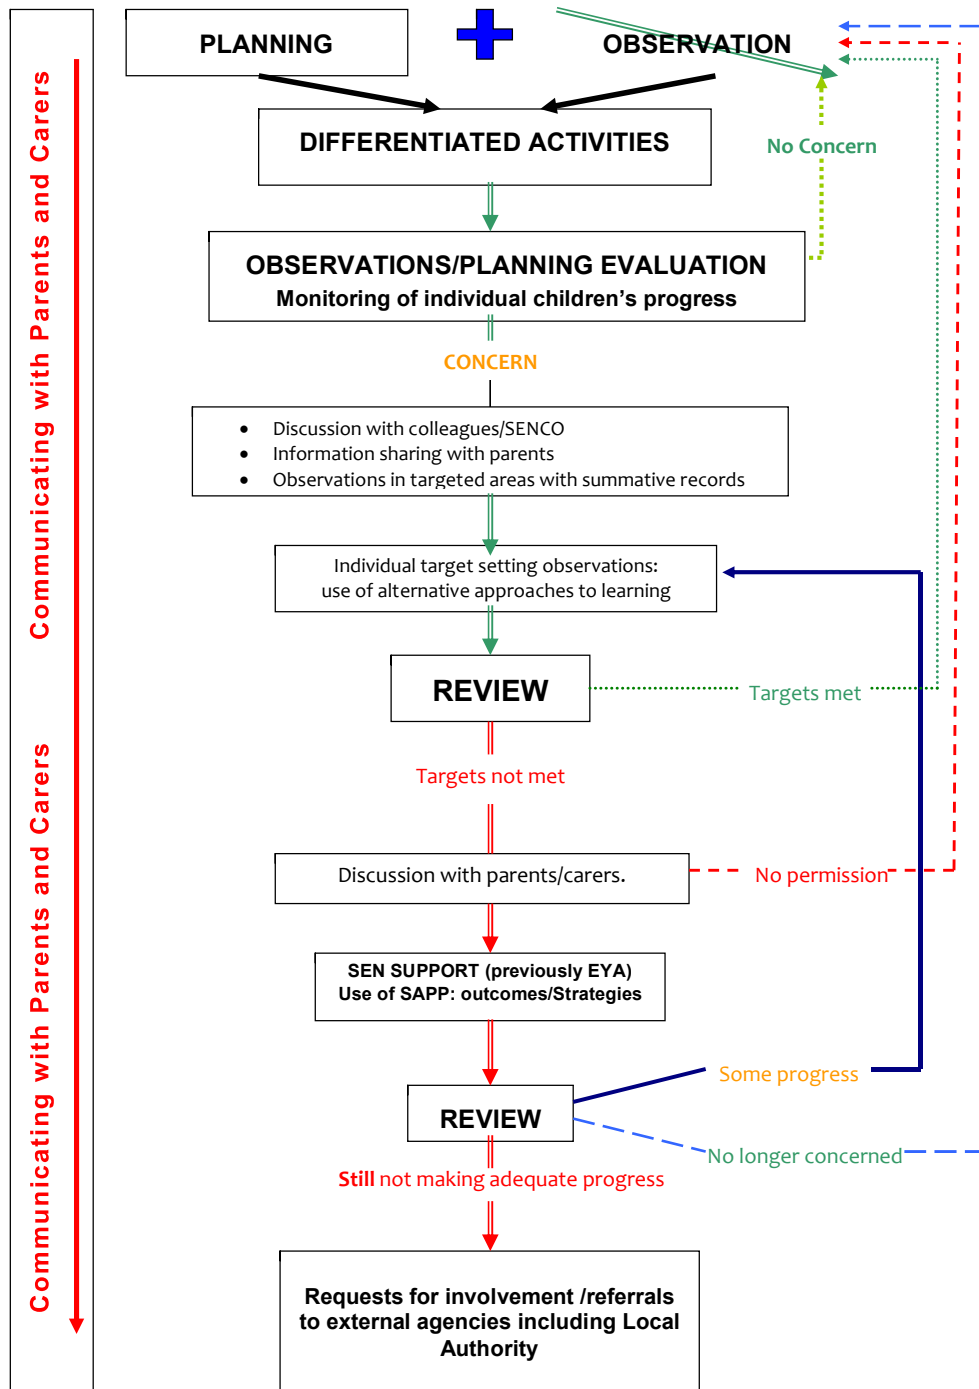 PLANNING
OBSERVATION
DIFFERENTIATED ACTIVITIES
No Concern
OBSERVATIONS/PLANNING EVALUATION
Monitoring of individual children’s progress
CONCERN
• Discussion with colleagues/SENCO
• Information sharing with parents
• Observations in targeted areas with summative records
Individual target setting observations:
use of alternative approaches to learning
REVIEW
Targets met
Targets not met
Discussion with parents/carers.
No permission
SEN SUPPORT (previously EYA)
Use of SAPP: outcomes/Strategies
Some progress
REVIEW
No longer concerned
Still not making adequate progress
Requests for involvement /referrals
to external agencies including Local
Authority
Communicating with Parents and Carers
Communicating with Parents and Carers